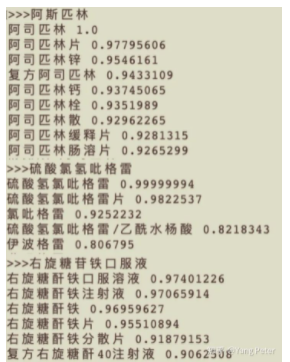 >>>阿斯匹林
阿司匹林 1.0
阿司匹林片 0.97795606
阿司匹林锌 0.9546161
复方阿司匹林 0.9433109
阿司匹林钙 0.93745065
阿司匹林栓 0.9351989
阿司匹林散 0.92962265
阿司匹林缓释片 0.9281315
阿司匹林肠溶片 0.9265299
>>>硫酸氯氢吡格雷
硫酸氢氯吡格雷 0.99999994
硫酸氢氯吡格雷片 0.9822537
氯吡格雷 0.9252232
硫酸氢氯吡格雷/乙酰水杨酸 0.8218343
伊波格雷 0.806795
>>>右旋糖苷铁口服液
右旋糖酐铁口服溶液 0.97401226
右旋糖酐铁注射液 0.97065914
右旋糖酐铁 0.96959627
右旋糖酐铁片 0.95510894
右旋糖酐铁分散片 0.91879153
复方右旋糖酐40注射液 0.9062508